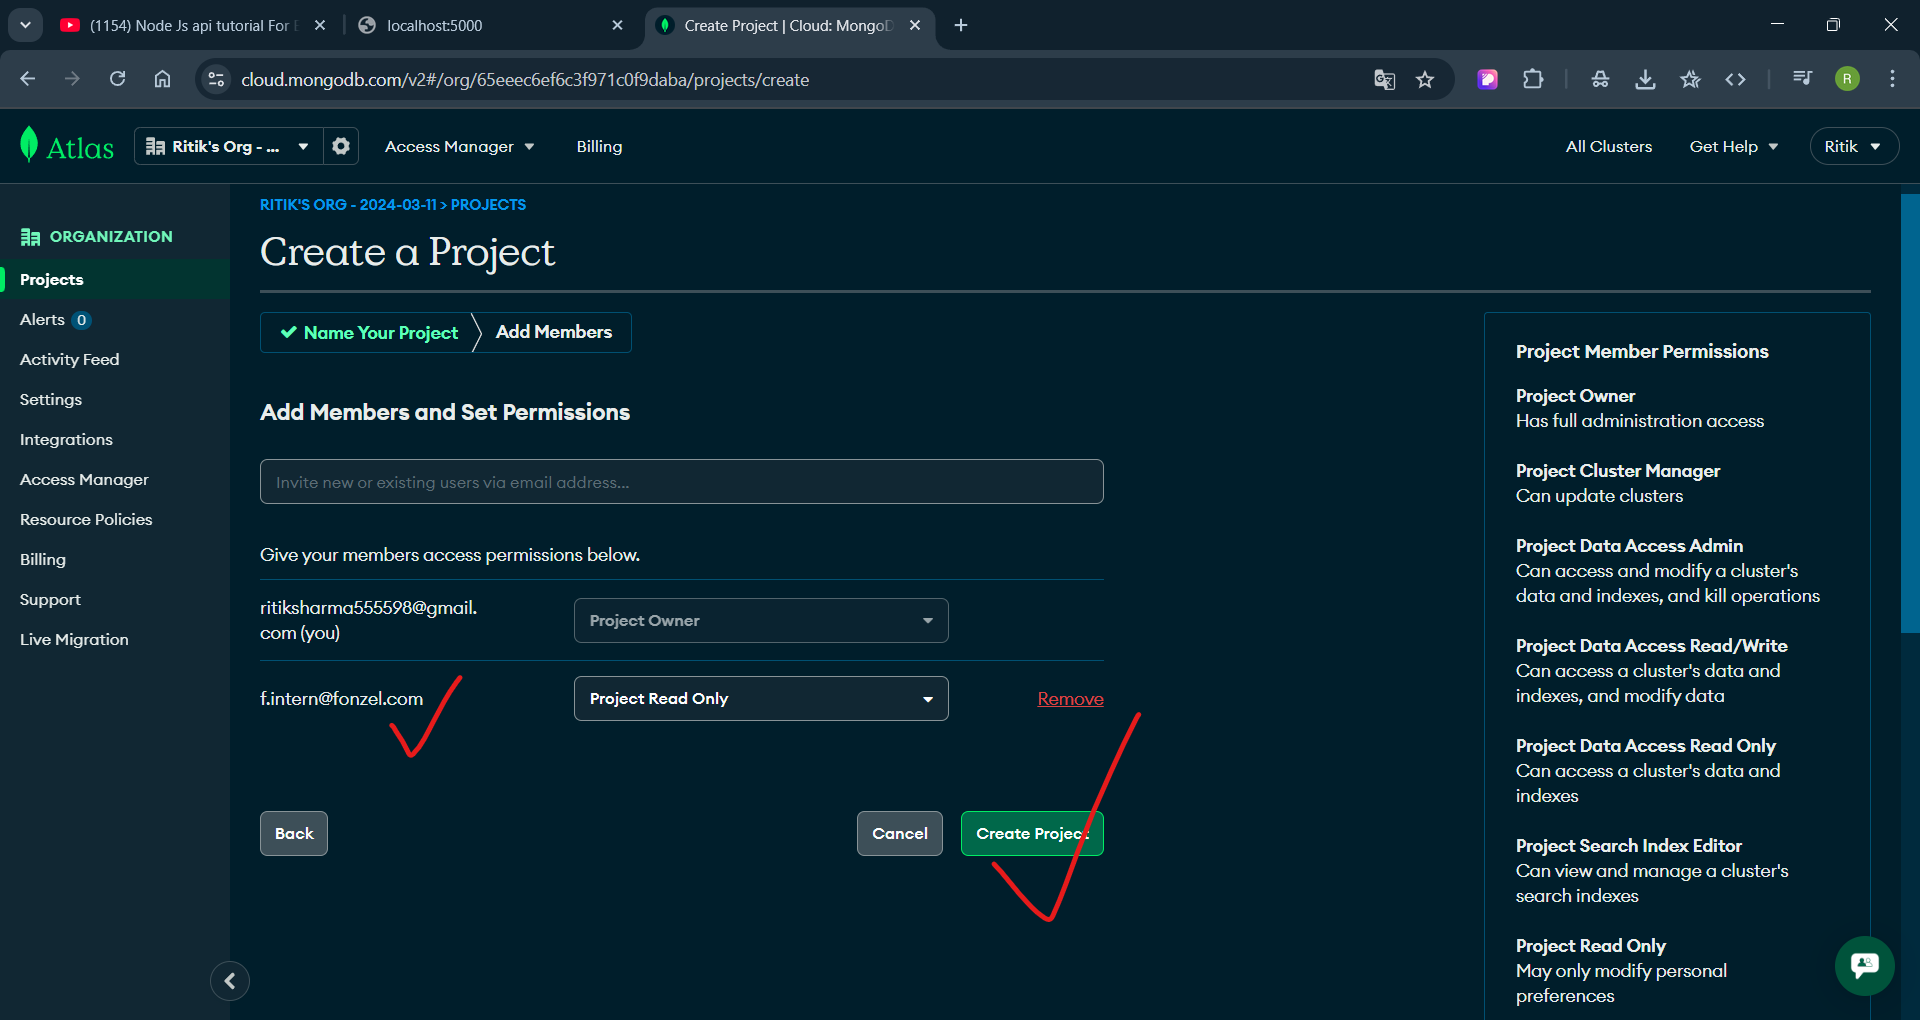 (1154) Node Js api tutorial For
localhost:5000
Create Project | Cloud: MongoD
cloud.mongodb.com/v2#/org/65eeec6ef6c3f971c0f9daba/projects/create
R
Atlas
Ritik's Org - ...
Access Manager
Billing
All Clusters
Get Help
Ritik
ORGANIZATION
Projects
Alerts 0
Activity Feed
Settings
Integrations
Access Manager
Resource Policies
Billing
Support
Live Migration
RITIK'S ORG - 2024-03-11 > PROJECTS
Create a Project
Name Your Project
Add Members
Add Members and Set Permissions
Invite new or existing users via email address...
Give your members access permissions below.
ritiksharma555598@gmail.
com (you)
Project Owner
f.intern@fonzel.com
Project Read Only
Remove
Back
Cancel
Create Project
Project Member Permissions
Project Owner
Has full administration access
Project Cluster Manager
Can update clusters
Project Data Access Admin
Can access and modify a cluster's
data and indexes, and kill operations
Project Data Access Read/Write
Can access a cluster's data and
indexes, and modify data
Project Data Access Read Only
Can access a cluster's data and
indexes
Project Search Index Editor
Can view and manage a cluster's
search indexes
Project Read Only
May only modify personal
preferences